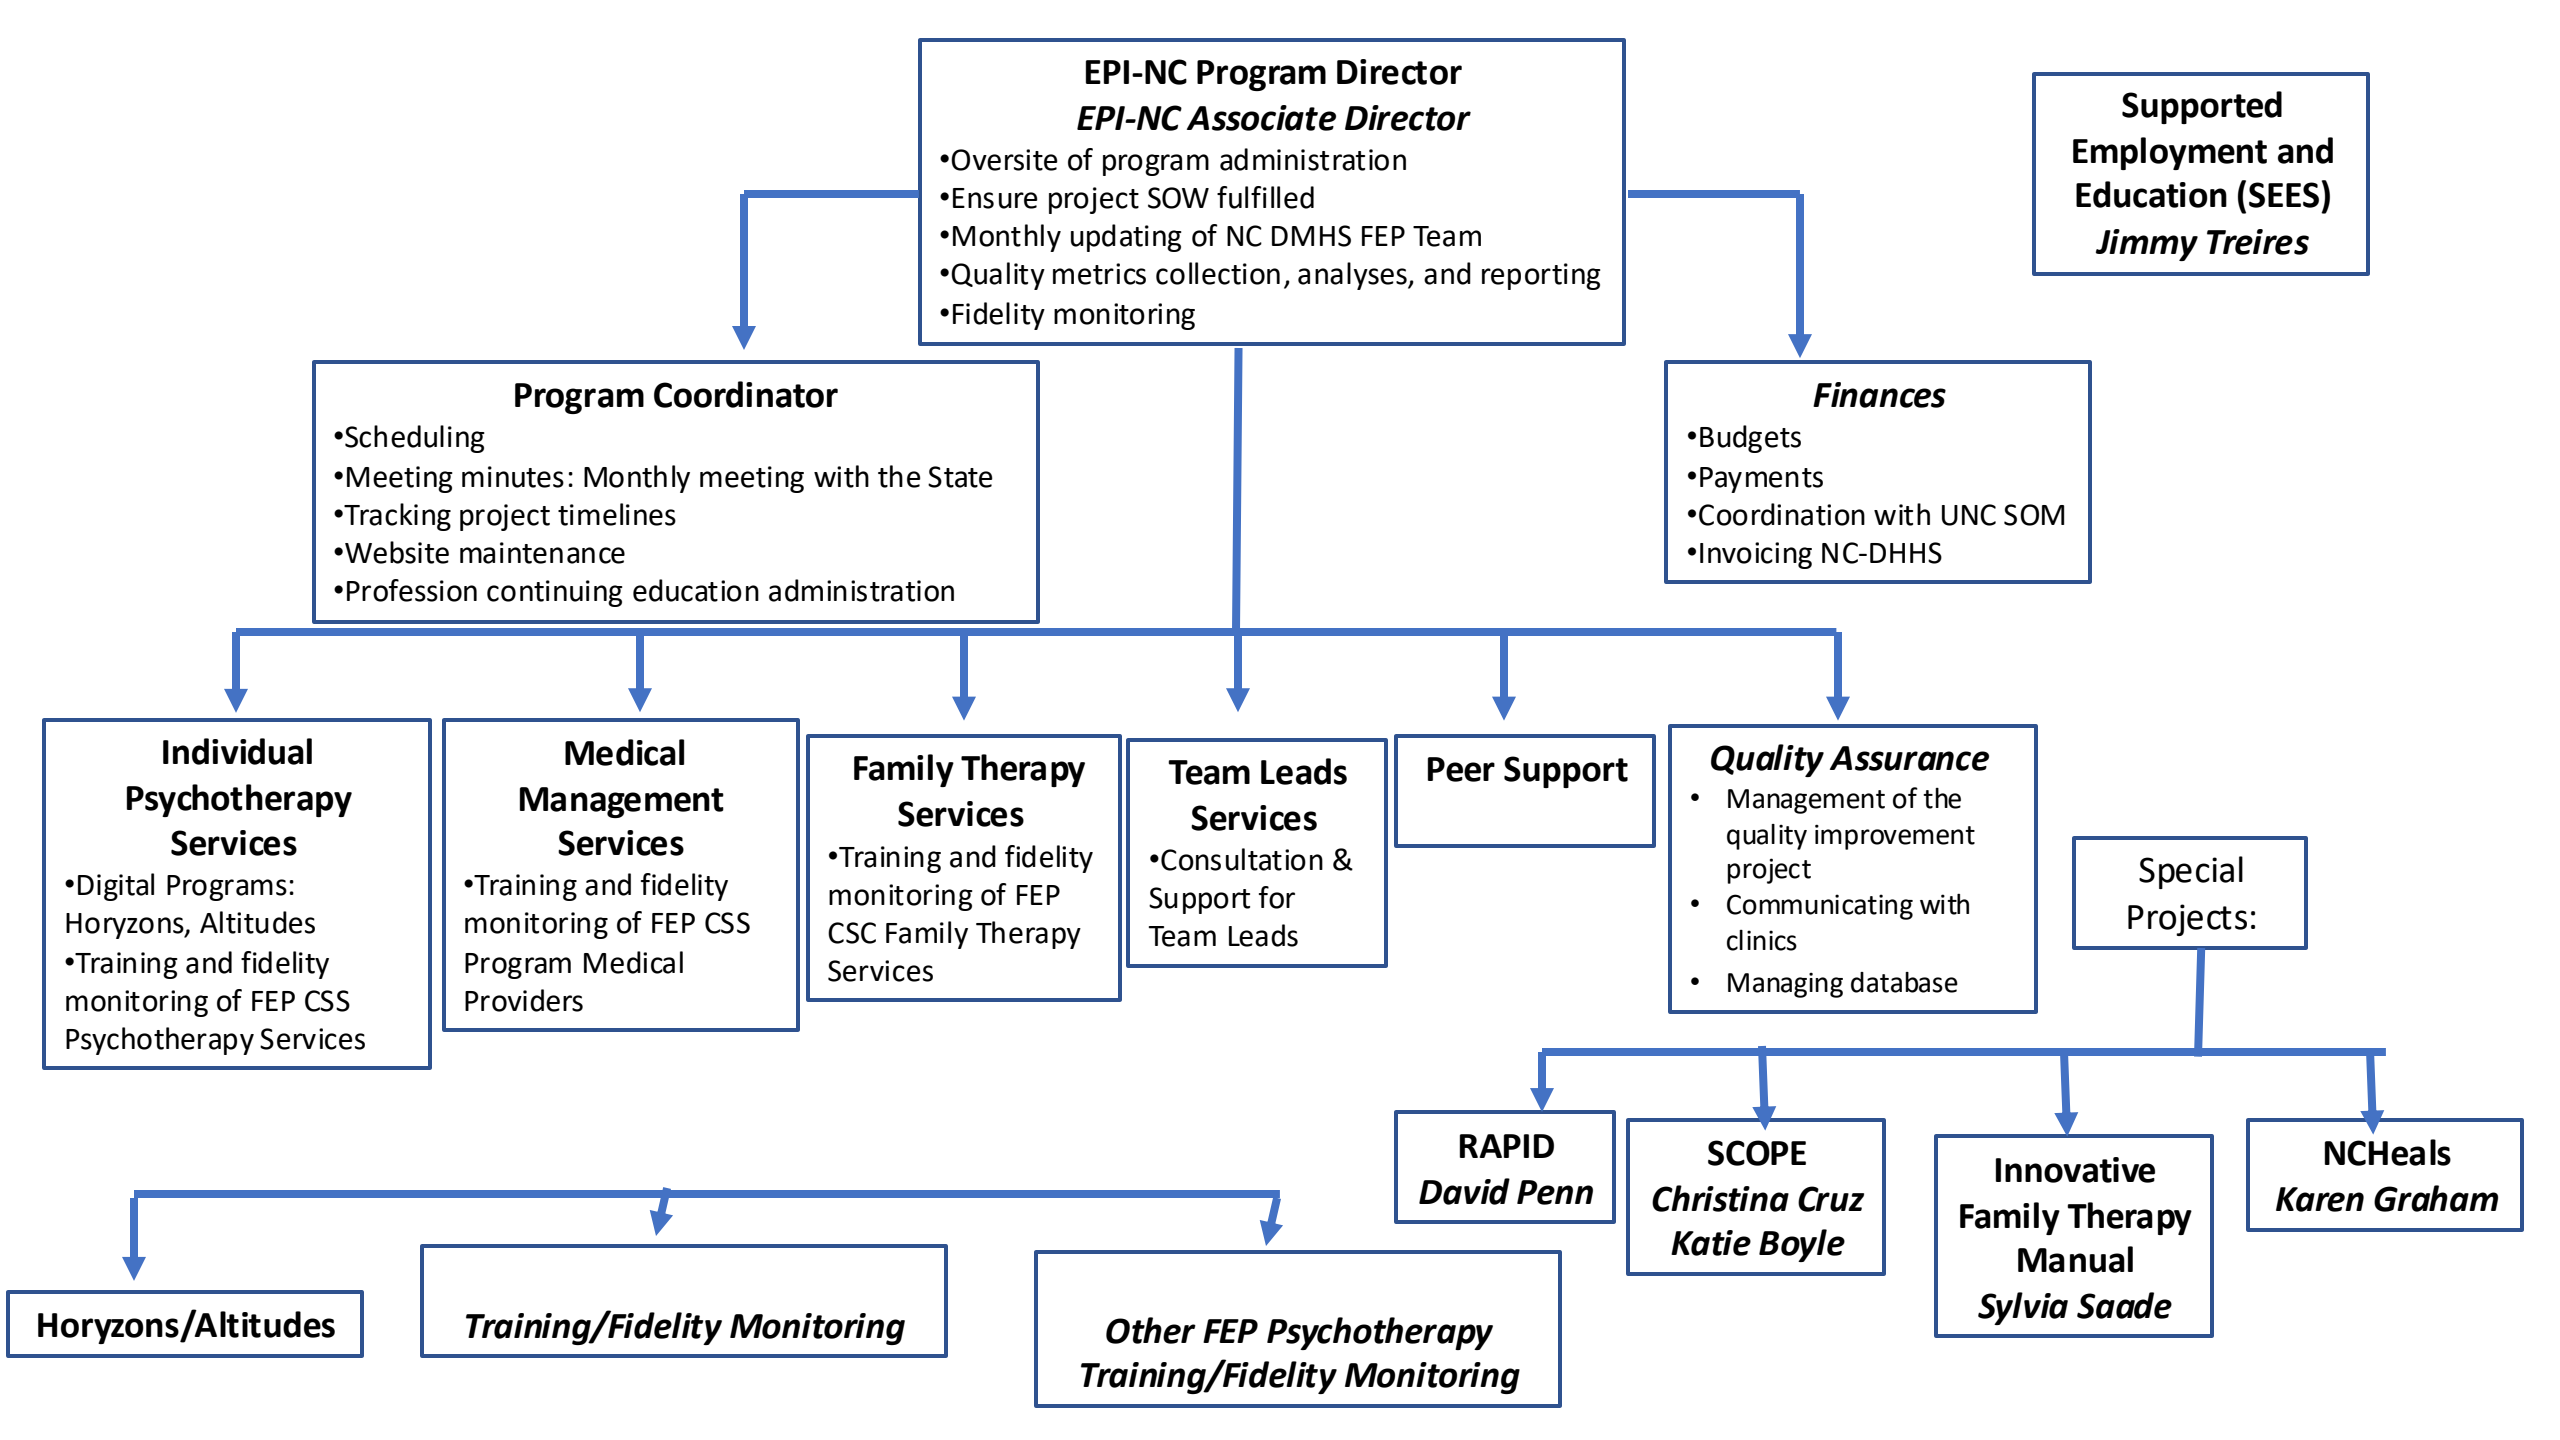 EPI-NC Program Director
EPI-NC Associate Director
•Oversite of program administration
•Ensure project SOW fulfilled
•Monthly updating of NC DMHS FEP Team
•Quality metrics collection, analyses, and reporting
•Fidelity monitoring
Supported
Employment and
Education (SEES)
Jimmy Treires
Program Coordinator
•Scheduling
•Meeting minutes: Monthly meeting with the State
•Tracking project timelines
•Website maintenance
•Profession continuing education administration
Finances
•Budgets
•Payments
•Coordination with UNC SOM
•Invoicing NC-DHHS
Individual
Psychotherapy
Services
•Digital Programs:
Horyzons, Altitudes
•Training and fidelity
monitoring of FEP CSS
Psychotherapy Services
Medical
Management
Services
•Training and fidelity
monitoring of FEP CSS
Program Medical
Providers
Family Therapy
Services
•Training and fidelity
monitoring of FEP
CSC Family Therapy
Services
Team Leads
Services
•Consultation &
Support for
Team Leads
Peer Support
Quality Assurance
• Management of the
quality improvement
project
• Communicating with
clinics
• Managing database
Special
Projects:
RAPID
David Penn
SCOPE
Christina Cruz
Katie Boyle
Innovative
Family Therapy
Manual
Sylvia Saade
NCHeals
Karen Graham
Horyzons/Altitudes
Training/Fidelity Monitoring
Other FEP Psychotherapy
Training/Fidelity Monitoring